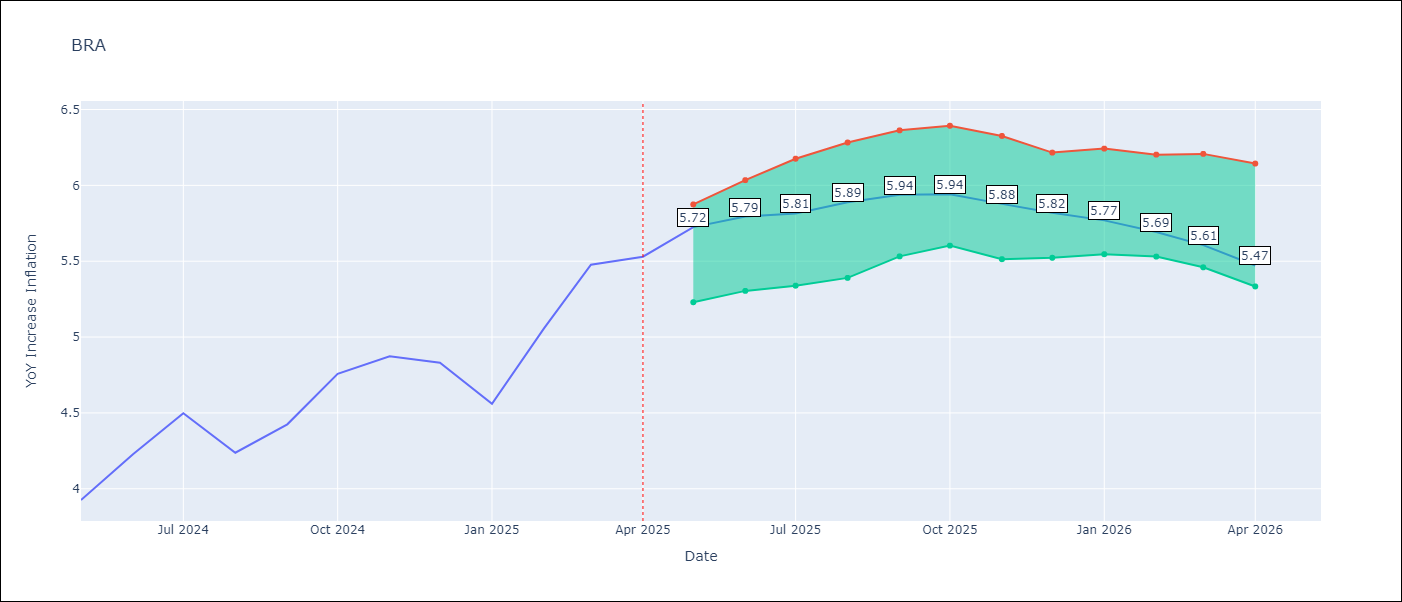 BRA
6.5
6
5.5
5
4.5
4
YoY Increase Inflation
5.72
5.79
5.81
5.89
5.94
5.94
5.88
5.82
5.77
5.69
5.61
5.47
Jul 2024
Oct 2024
Jan 2025
Apr 2025
Jul 2025
Oct 2025
Jan 2026
Apr 2026
Date